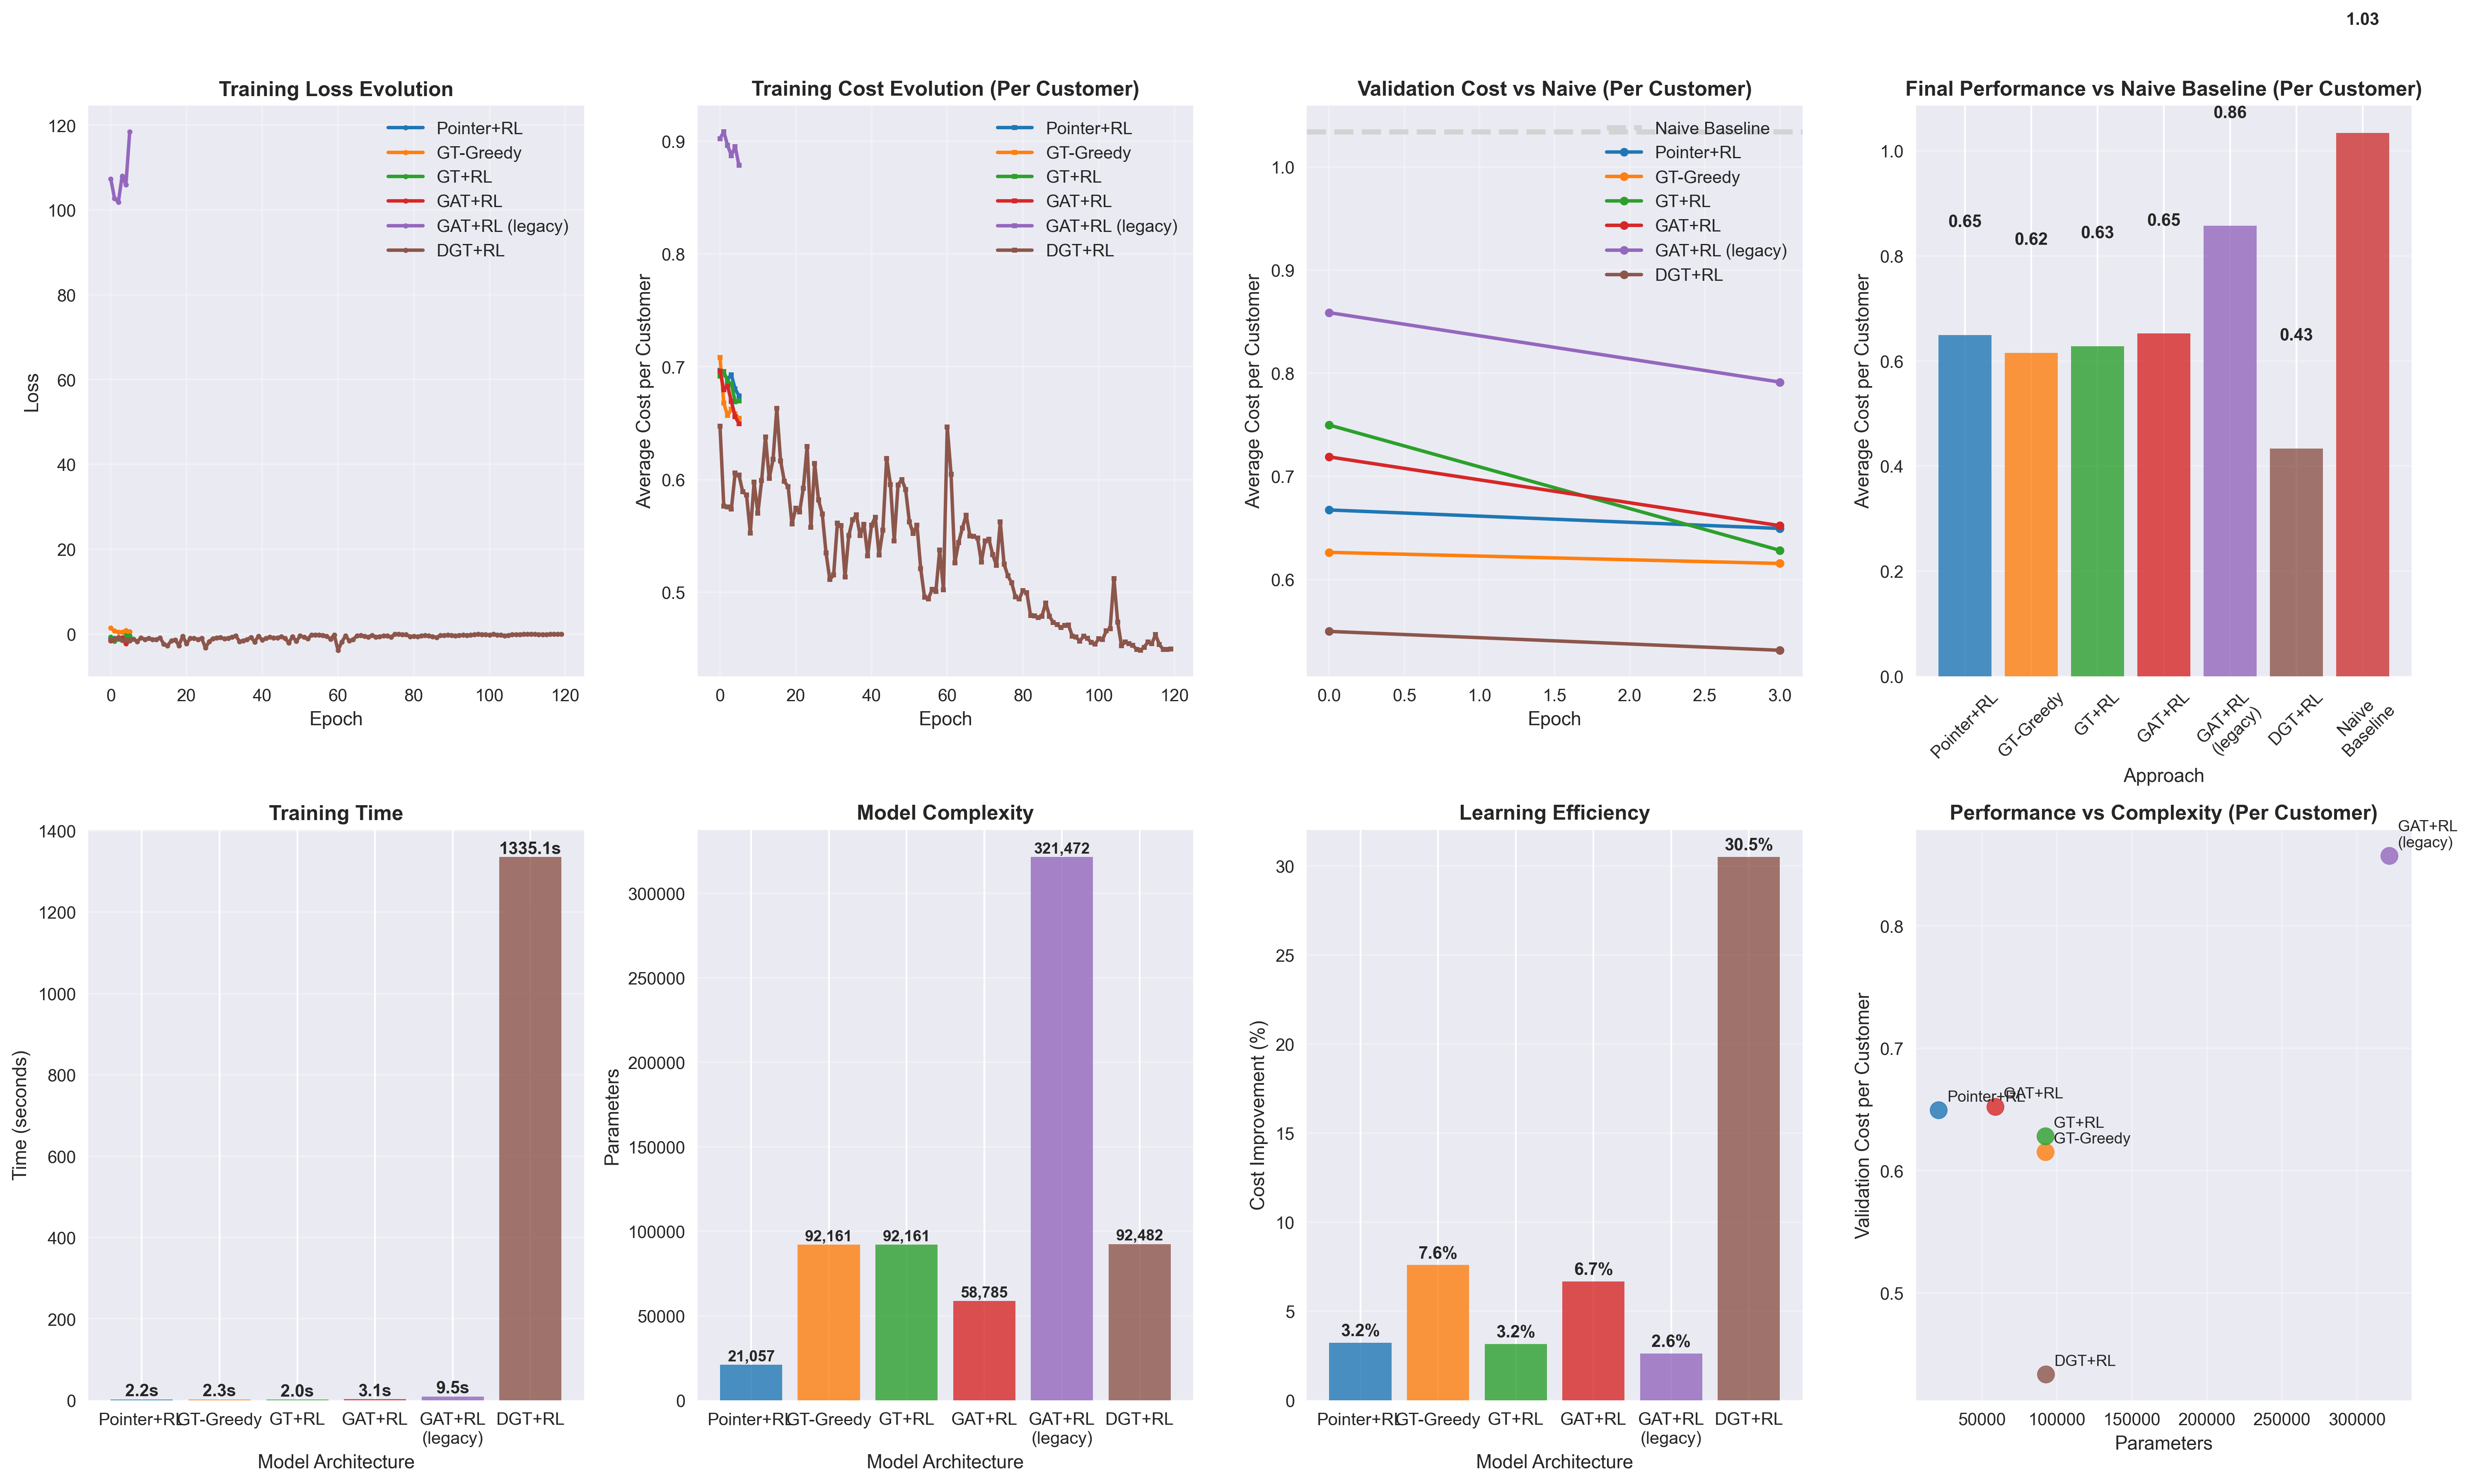 1.03
Training Loss Evolution
Loss
120
100
80
60
40
20
0
Pointer+RL
GT-Greedy
GT+RL
GAT+RL
GAT+RL (legacy)
DGT+RL
0 20 40 60 80 100 120
Epoch
Training Cost Evolution (Per Customer)
Average Cost per Customer
0.9
0.8
0.7
0.6
0.5
Pointer+RL
GT-Greedy
GT+RL
GAT+RL
GAT+RL (legacy)
DGT+RL
0 20 40 60 80 100 120
Epoch
Validation Cost vs Naive (Per Customer)
Average Cost per Customer
1.0
0.9
0.8
0.7
0.6
Naive Baseline
Pointer+RL
GT-Greedy
GT+RL
GAT+RL
GAT+RL (legacy)
DGT+RL
0.0 0.5 1.0 1.5 2.0 2.5 3.0
Epoch
Final Performance vs Naive Baseline (Per Customer)
Average Cost per Customer
1.0
0.8
0.6
0.4
0.2
0.0
0.65
0.62
0.63
0.65
0.86
0.43
Pointer+RL
GT-Greedy
GT+RL
GAT+RL
GAT+RL
(legacy)
DGT+RL
Naive
Baseline
Approach
Training Time
Time (seconds)
1400
1200
1000
800
600
400
200
0
2.2s
2.3s
2.0s
3.1s
9.5s
1335.1s
Pointer+RL
GT-Greedy
GT+RL
GAT+RL
GAT+RL
(legacy)
DGT+RL
Model Architecture
Model Complexity
Parameters
300000
250000
200000
150000
100000
50000
0
21,057
92,161
92,161
58,785
321,472
92,482
Pointer+RL
GT-Greedy
GT+RL
GAT+RL
GAT+RL
(legacy)
DGT+RL
Model Architecture
Learning Efficiency
Cost Improvement (%)
30
25
20
15
10
5
0
3.2%
7.6%
3.2%
6.7%
2.6%
30.5%
Pointer+RL
GT-Greedy
GT+RL
GAT+RL
GAT+RL
(legacy)
DGT+RL
Model Architecture
Performance vs Complexity (Per Customer)
Validation Cost per Customer
0.8
0.7
0.6
0.5
GAT+RL
(legacy)
Pointer+RL
GAT+RL
GT+RL
GT-Greedy
DGT+RL
50000 100000 150000 200000 250000 300000
Parameters